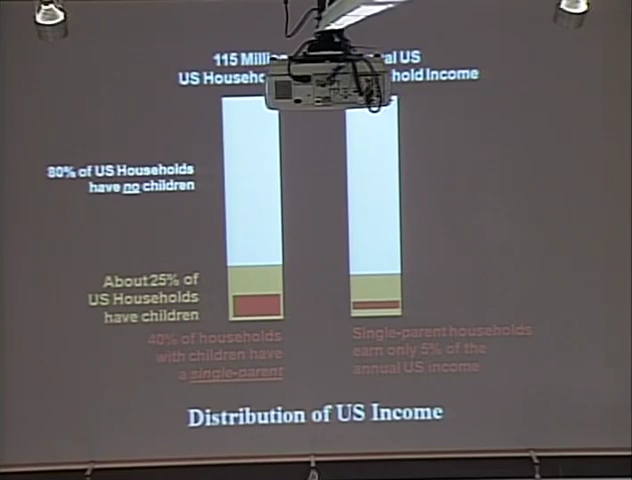 115 Milli
US Househo
al US
hold Income
80% of US Households
have no children
About 25% of
US Households
have children
40% of households
with children have
a single-parent
Single-parent households
earn only 5% of the
annual US income
Distribution of US Income